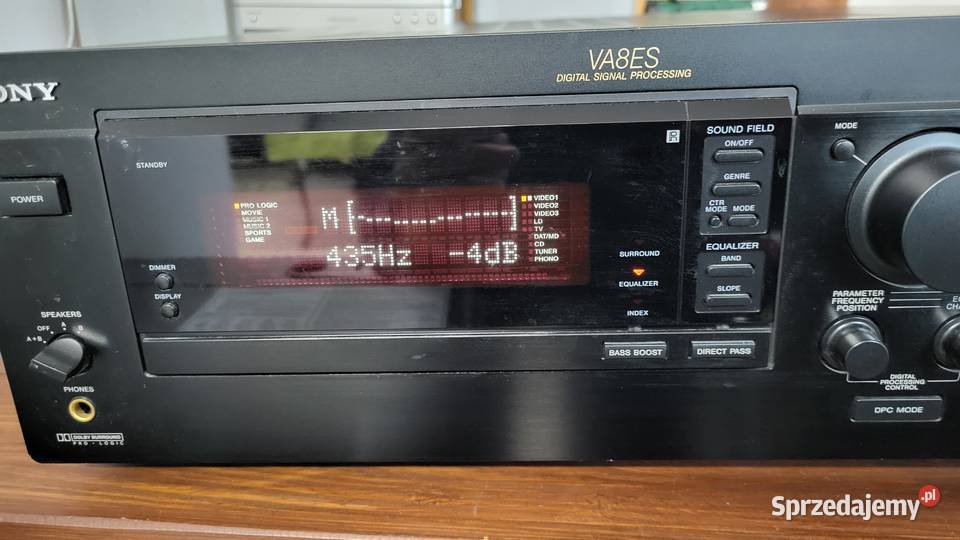 SONY
VA8ES
DIGITAL SIGNAL PROCESSING
STANDBY
POWER
PRO LOGIC
MOVIE
MUSIC 1
MUSIC 2
SPORTS
GAME
M
435Hz -4dB
VIDEO1
VIDEO2
VIDEO3
LD
TV
DAT/MD
CD
TUNER
PHONO
DIMMER
DISPLAY
SURROUND
EQUALIZER
INDEX
SOUND FIELD
ON/OFF
GENRE
CTR MODE
MODE
EQUALIZER
BAND
SLOPE
MODE
PARAMETER
FREQUENCY
POSITION
DIGITAL
PROCESSING
CONTROL
DPC MODE
BASS BOOST
DIRECT PASS
SPEAKERS
OFF A B
A+B
PHONES
DOLBY SURROUND
PRO · LOGIC
Sprzedajemy.pl